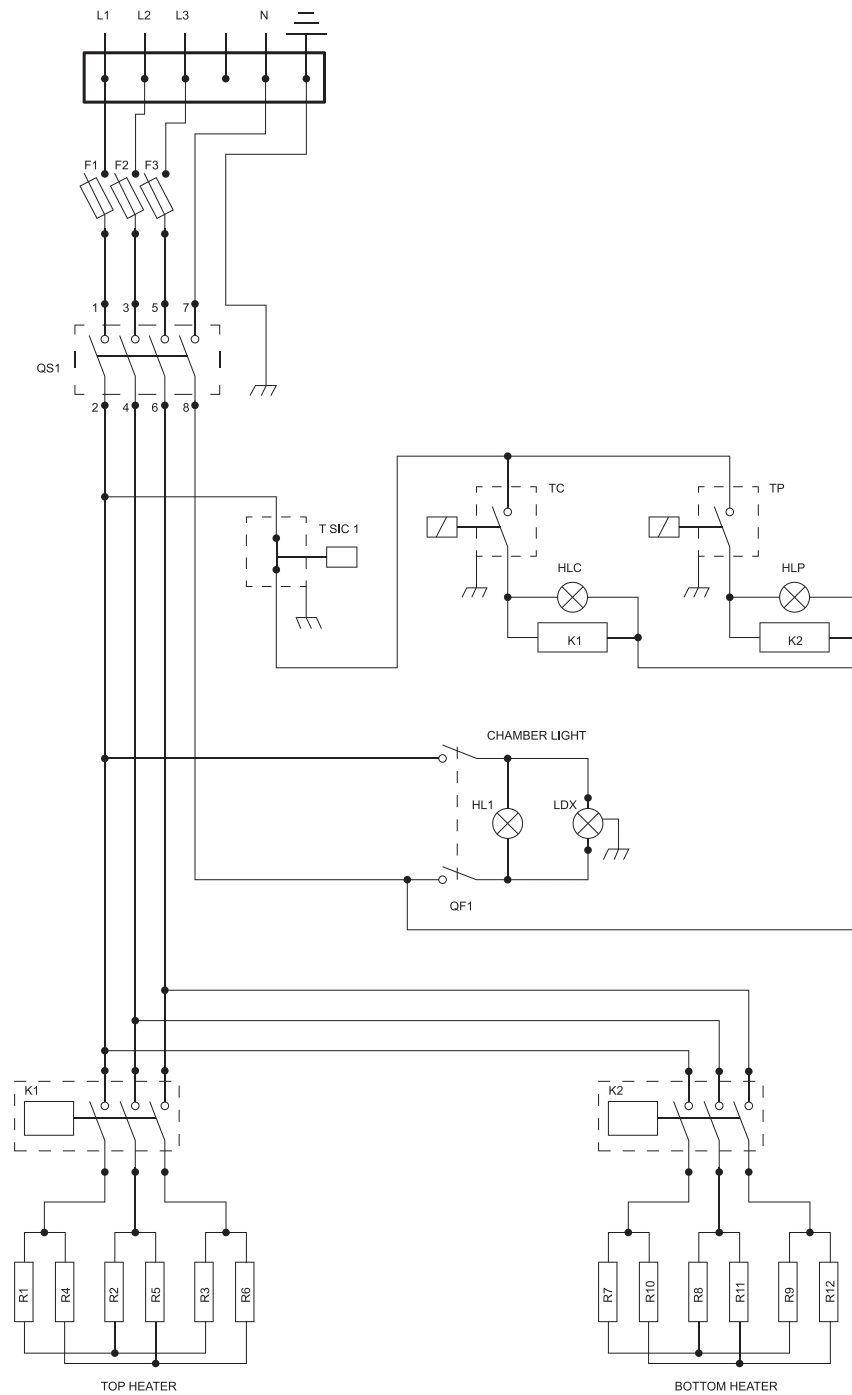 L1 L2 L3 N
F1 F2 F3
1 3 5 7
QS1
2 4 6 8
TC TP
T SIC 1
HLC HLP
K1 K2
CHAMBER LIGHT
HL1 LDX
QF1
K1 K2
R1 R4 R2 R5 R3 R6 R7 R10 R8 R11 R9 R12
TOP HEATER BOTTOM HEATER